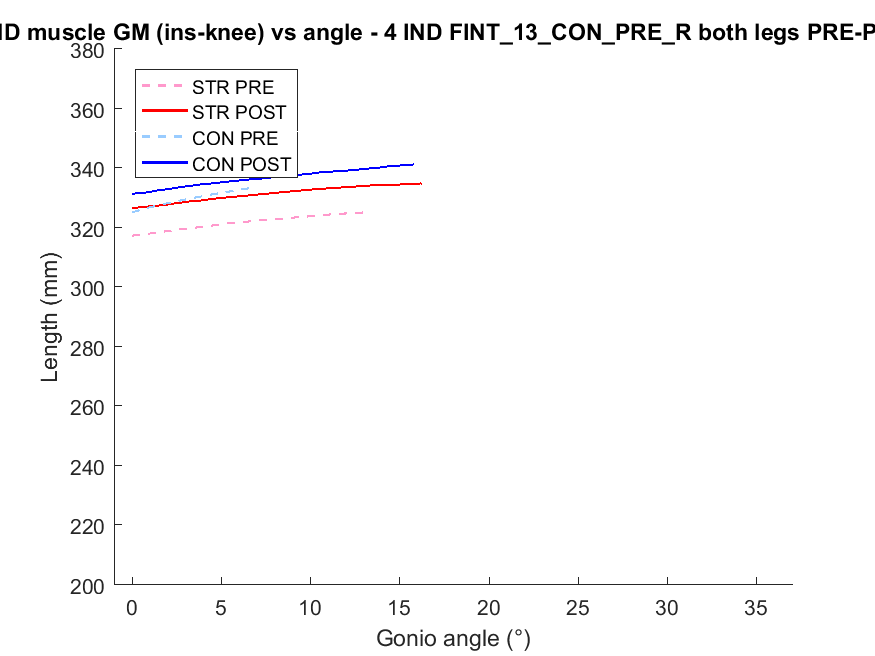 ND muscle GM (ins-knee) vs angle - 4 IND FINT_13_CON_PRE_R both legs PRE-P
380
360
340
320
300
280
260
240
220
200
Length (mm)
STR PRE
STR POST
CON PRE
CON POST
0 5 10 15 20 25 30 35
Gonio angle (°)